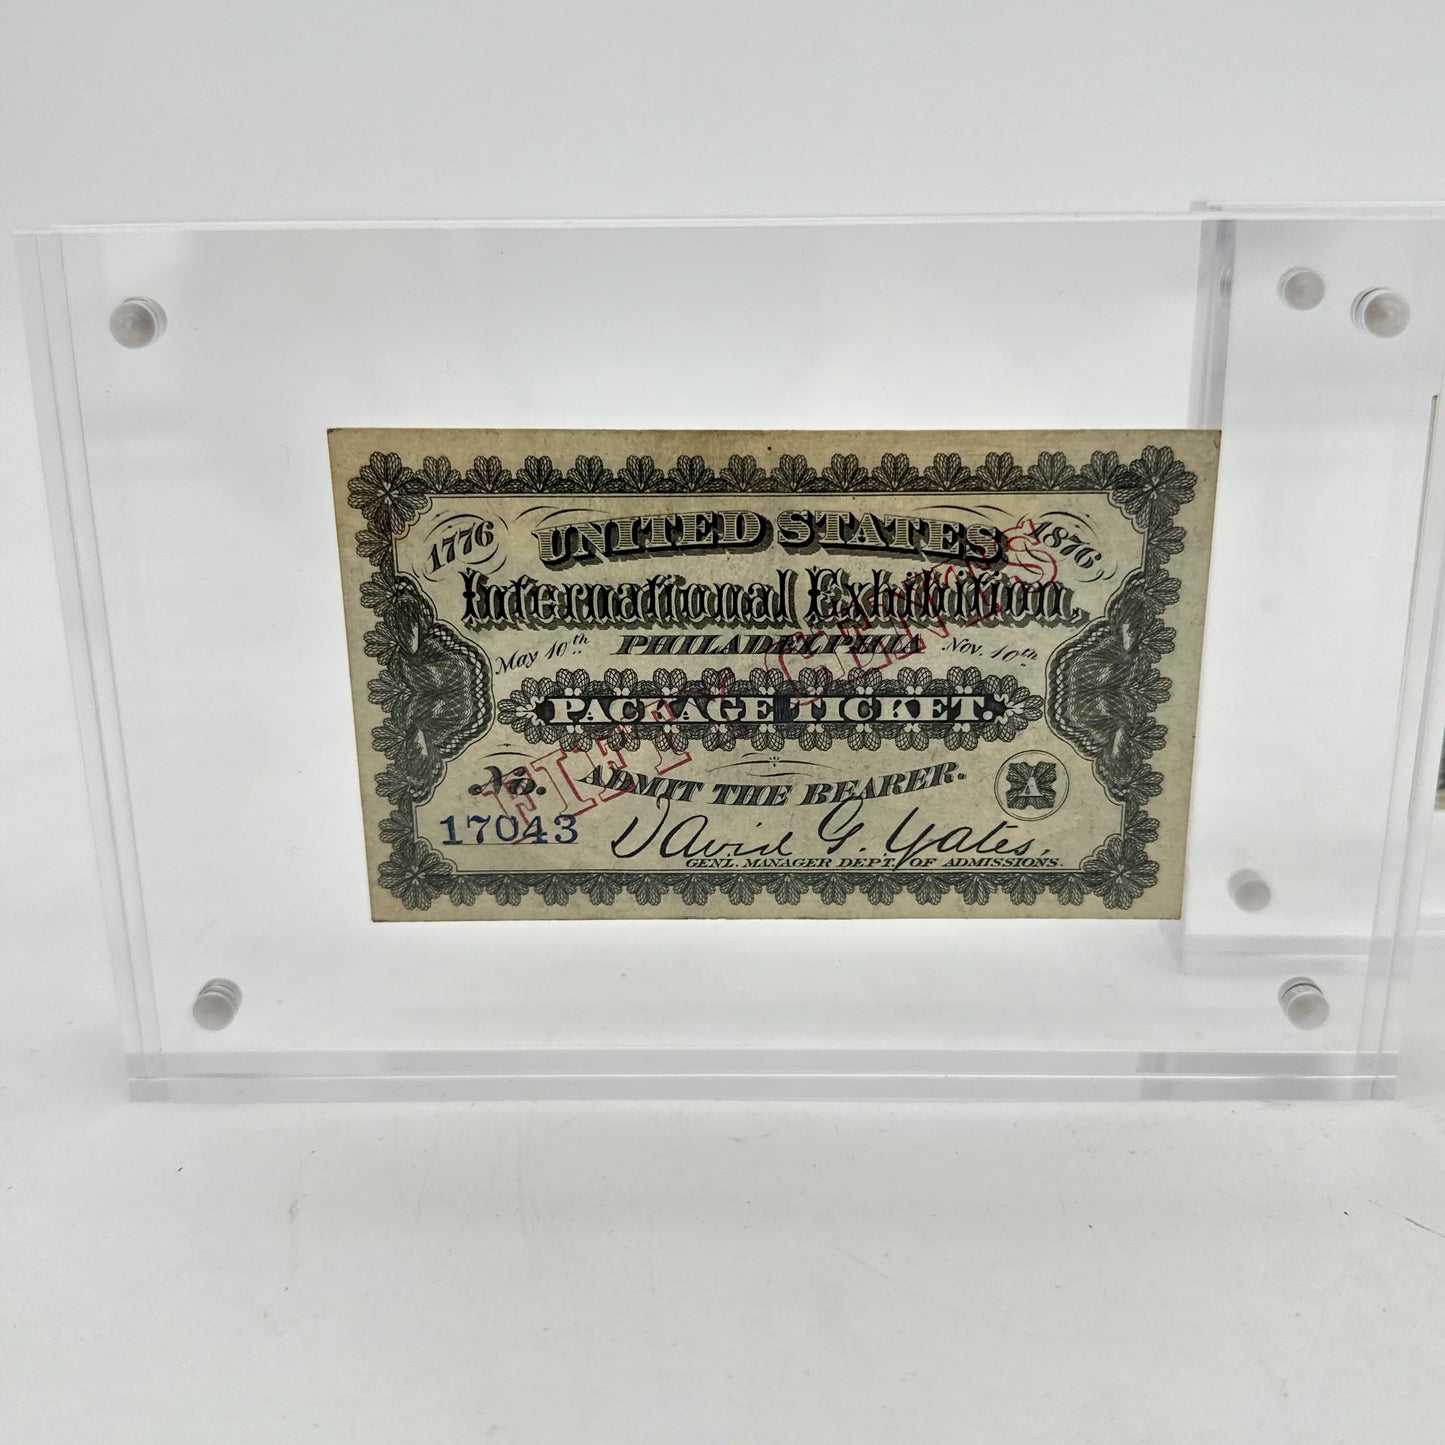 1776 UNITED STATES 1876
International Exhibition,
May 10th PHILADELPHIA Nov. 10th
PACKAGE TICKET.
FIFTY CENTS
No. ADMIT THE BEARER. A
17043 David G. Yates,
GENL. MANAGER DEPT. OF ADMISSIONS.